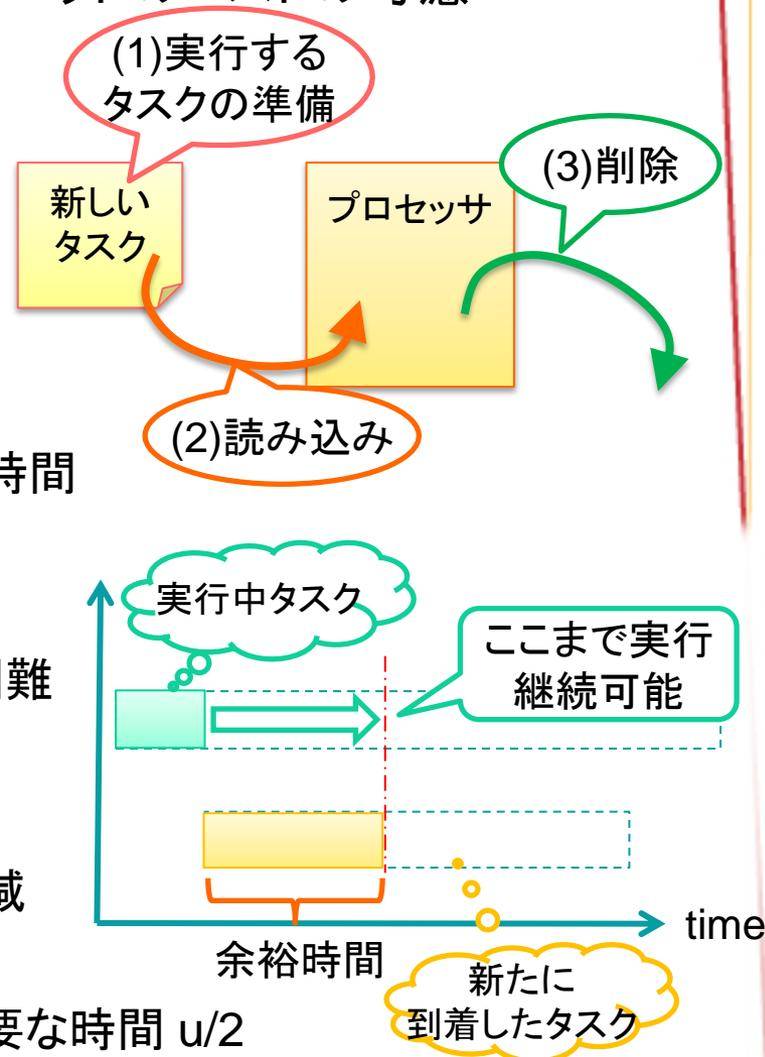 (1)実行する
タスクの準備
新しい
タスク
プロセッサ
(3)削除
(2)読み込み
時間
実行中タスク
ここまで実行
継続可能
難
減
time
余裕時間
新たに
到着したタスク
要な時間 u/2